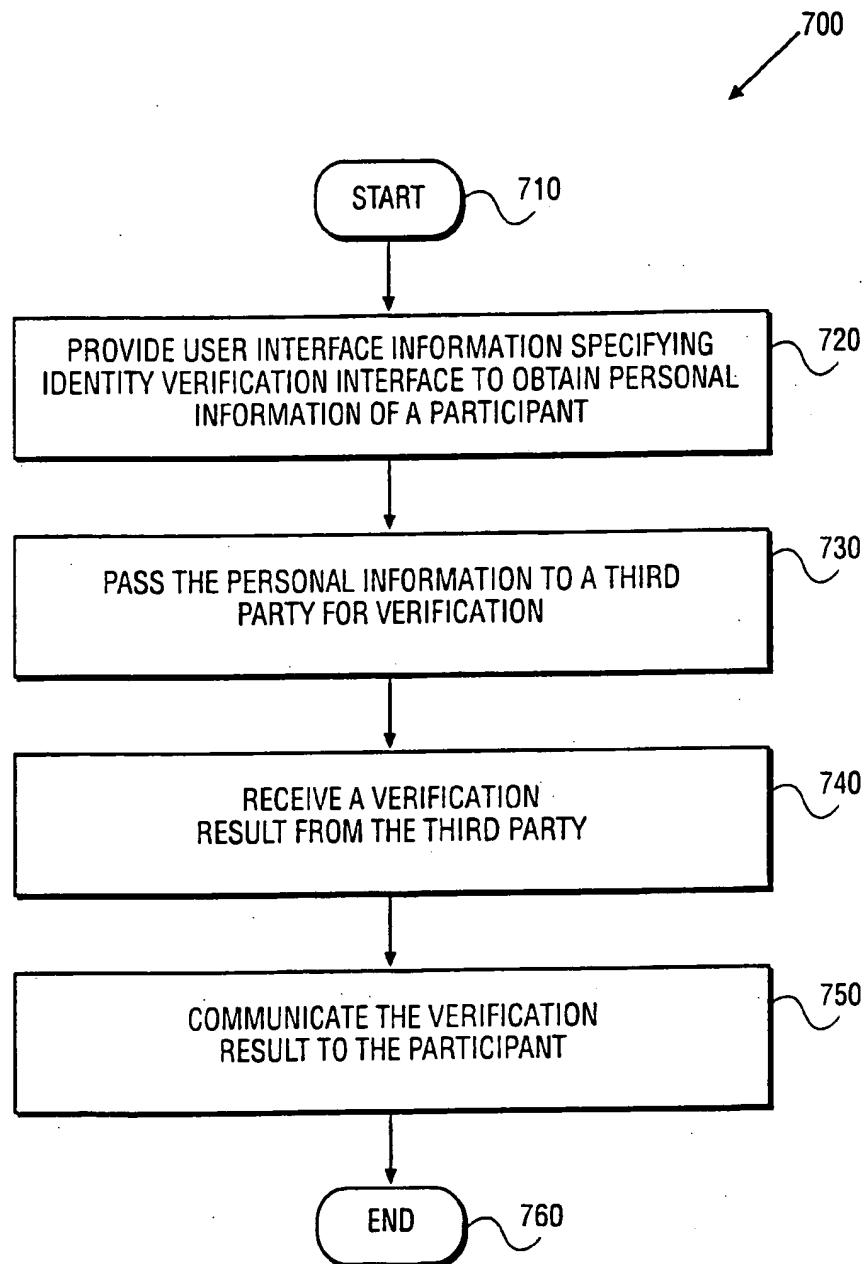 700
START
710
PROVIDE USER INTERFACE INFORMATION SPECIFYING
IDENTITY VERIFICATION INTERFACE TO OBTAIN PERSONAL
INFORMATION OF A PARTICIPANT
720
PASS THE PERSONAL INFORMATION TO A THIRD
PARTY FOR VERIFICATION
730
RECEIVE A VERIFICATION
RESULT FROM THE THIRD PARTY
740
COMMUNICATE THE VERIFICATION
RESULT TO THE PARTICIPANT
750
END
760